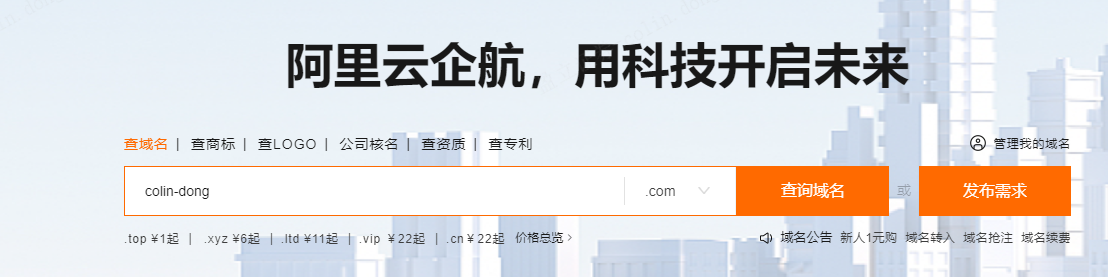 阿里云企航，用科技开启未来
查域名 | 查商标 | 查LOGO | 公司核名 | 查资质 | 查专利 管理我的域名
colin-dong .com 查询域名 或 发布需求
.top ¥1起 | .xyz ¥6起 | .ltd ¥11起 | .vip ¥22起 | .cn ¥22起 价格总览 > 域名公告 新人1元购 域名转入 域名抢注 域名续费